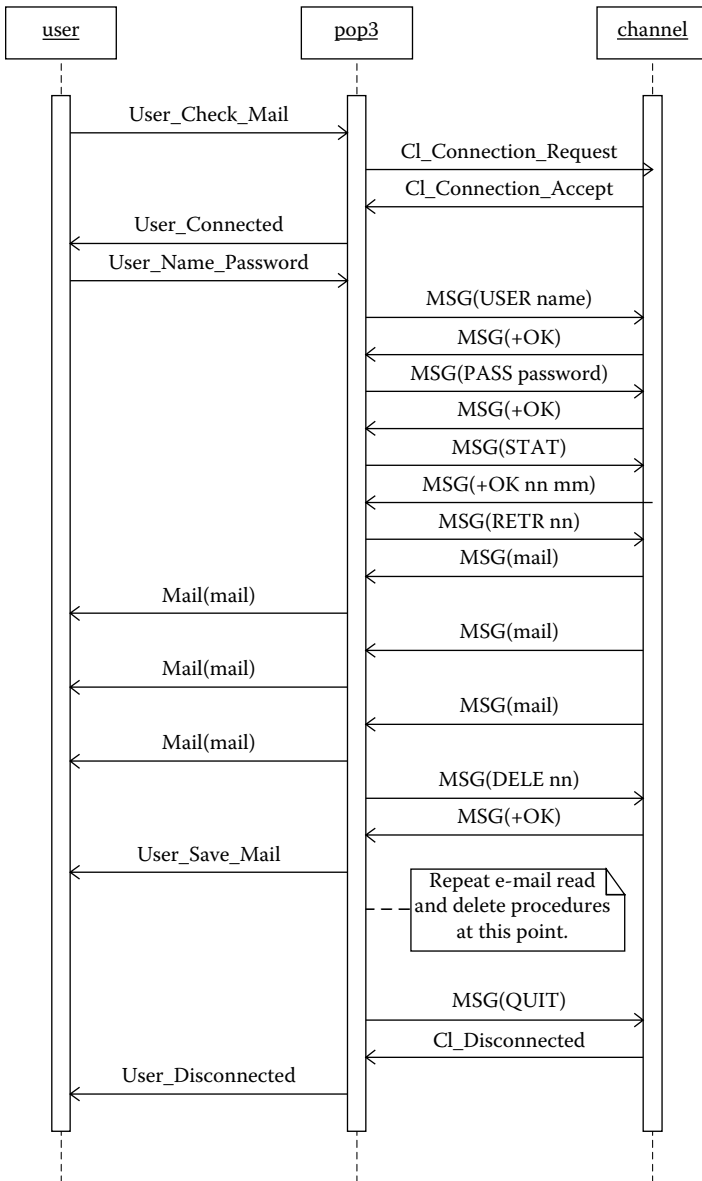 user
pop3
channel
User_Check_Mail
Cl_Connection_Request
Cl_Connection_Accept
User_Connected
User_Name_Password
MSG(USER name)
MSG(+OK)
MSG(PASS password)
MSG(+OK)
MSG(STAT)
MSG(+OK nn mm)
MSG(RETR nn)
MSG(mail)
Mail(mail)
MSG(mail)
Mail(mail)
MSG(mail)
Mail(mail)
MSG(DELE nn)
MSG(+OK)
User_Save_Mail
Repeat e-mail read
and delete procedures
at this point.
MSG(QUIT)
Cl_Disconnected
User_Disconnected